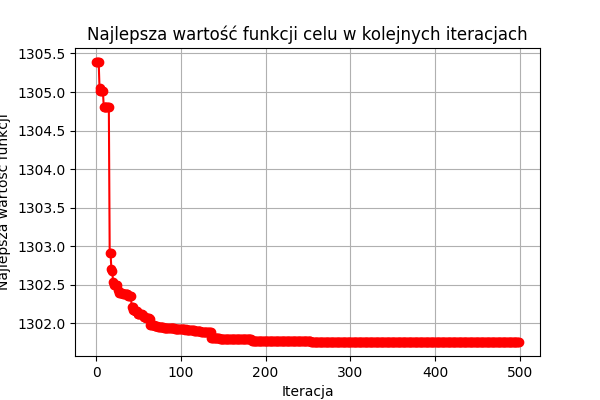 Najlepsza wartość funkcji celu w kolejnych iteracjach
Najlepsza wartość funkcji
1305.5
1305.0
1304.5
1304.0
1303.5
1303.0
1302.5
1302.0
0 100 200 300 400 500
Iteracja